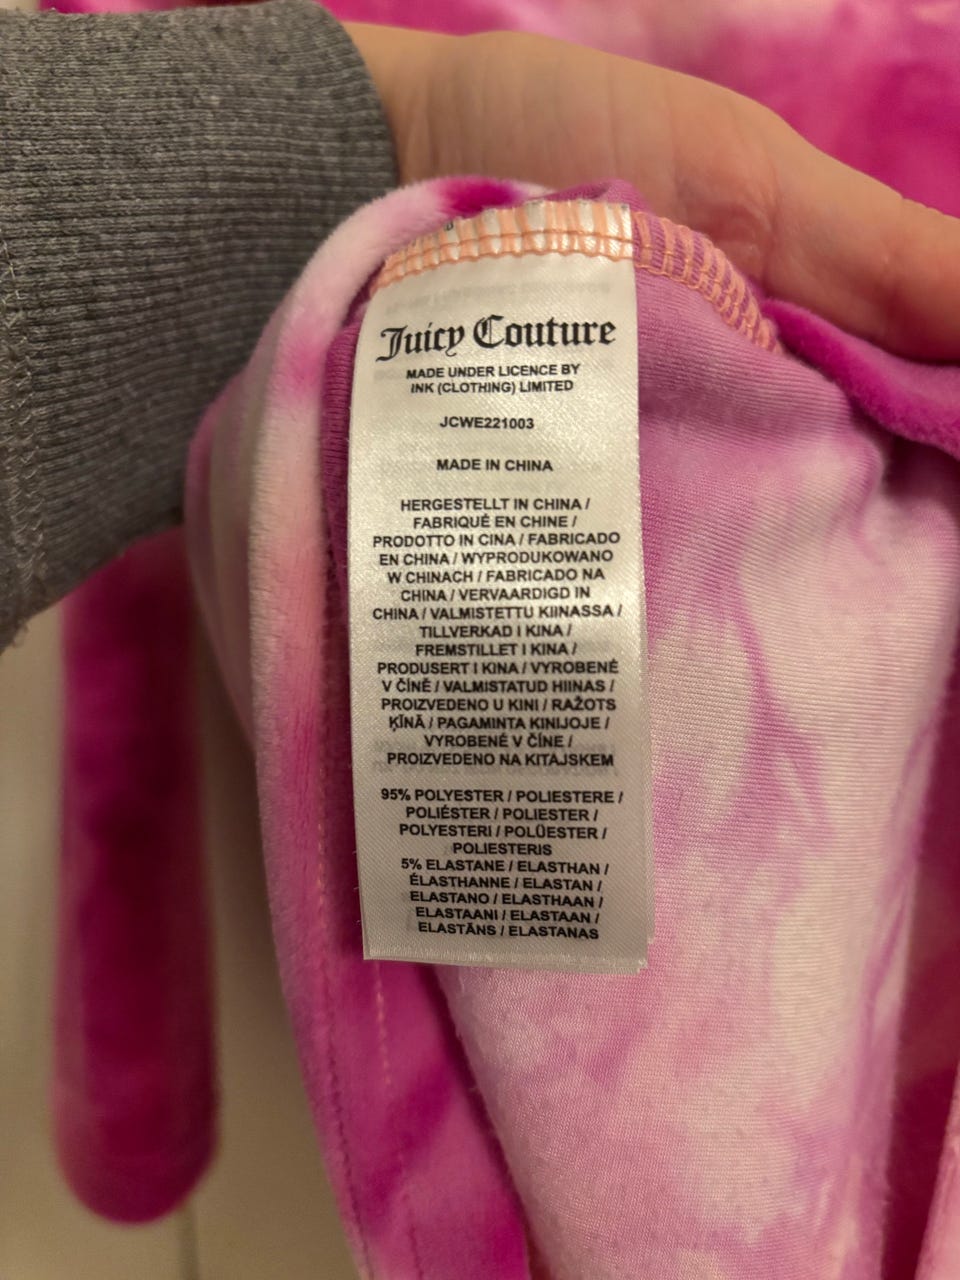 Juicy Couture
MADE UNDER LICENCE BY
INK (CLOTHING) LIMITED
JCWE221003
MADE IN CHINA
HERGESTELLT IN CHINA /
FABRIQUÉ EN CHINE /
PRODOTTO IN CINA / FABRICADO
EN CHINA / WYPRODUKOWANO
W CHINACH / FABRICADO NA
CHINA / VERVAARDIGD IN
CHINA / VALMISTETTU KIINASSA /
TILLVERKAD I KINA /
FREMSTILLET I KINA /
PRODUSERT I KINA / VYROBENÉ
V ČÍNĚ / VALMISTATUD HIINAS /
PROIZVEDENO U KINI / RAŽOTS
ĶĪNĀ / PAGAMINTA KINIJOJE /
VYROBENÉ V ČÍNE /
PROIZVEDENO NA KITAJSKEM
95% POLYESTER / POLIESTERE /
POLIÉSTER / POLIESTER /
POLYESTERI / POLÜESTER /
POLIESTERIS
5% ELASTANE / ELASTHAN /
ÉLASTHANNE / ELASTAN /
ELASTANO / ELASTHAAN /
ELASTAANI / ELASTAAN /
ELASTĀNS / ELASTANAS